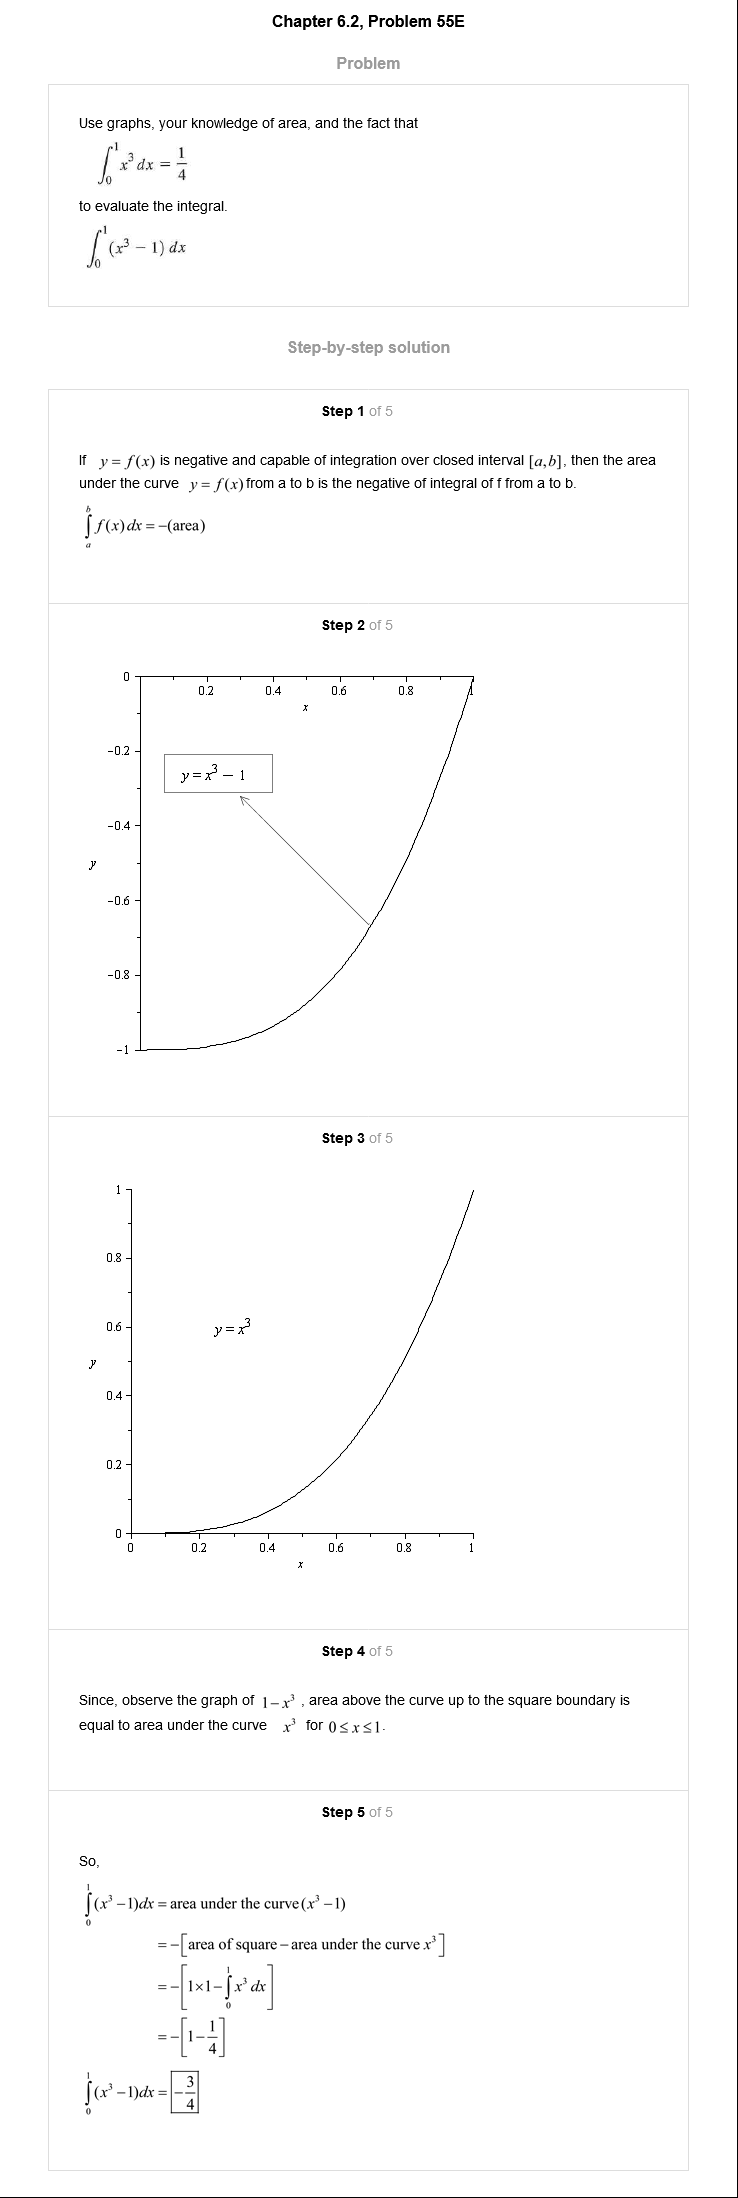 Chapter 6.2, Problem 55E
Problem
Use graphs, your knowledge of area, and the fact that
∫₀¹ x³ dx = 1/4
to evaluate the integral.
∫₀¹ (x³ − 1) dx
Step-by-step solution
Step 1 of 5
If y = f(x) is negative and capable of integration over closed interval [a,b], then the area
under the curve y = f(x) from a to b is the negative of integral of f from a to b.
∫ₐᵇ f(x) dx = −(area)
Step 2 of 5
0
0.2 0.4 0.6 0.8 1
x
−0.2
y = x³ − 1
−0.4
y
−0.6
−0.8
−1
Step 3 of 5
1
0.8
0.6
y = x³
y
0.4
0.2
0
0 0.2 0.4 0.6 0.8 1
x
Step 4 of 5
Since, observe the graph of 1−x³ , area above the curve up to the square boundary is
equal to area under the curve x³ for 0≤x≤1.
Step 5 of 5
So,
∫₀¹ (x³ −1)dx = area under the curve (x³ −1)
= −[area of square − area under the curve x³]
= −[1×1−∫₀¹ x³ dx]
= −[1−1/4]
∫₀¹ (x³ −1)dx = −3/4